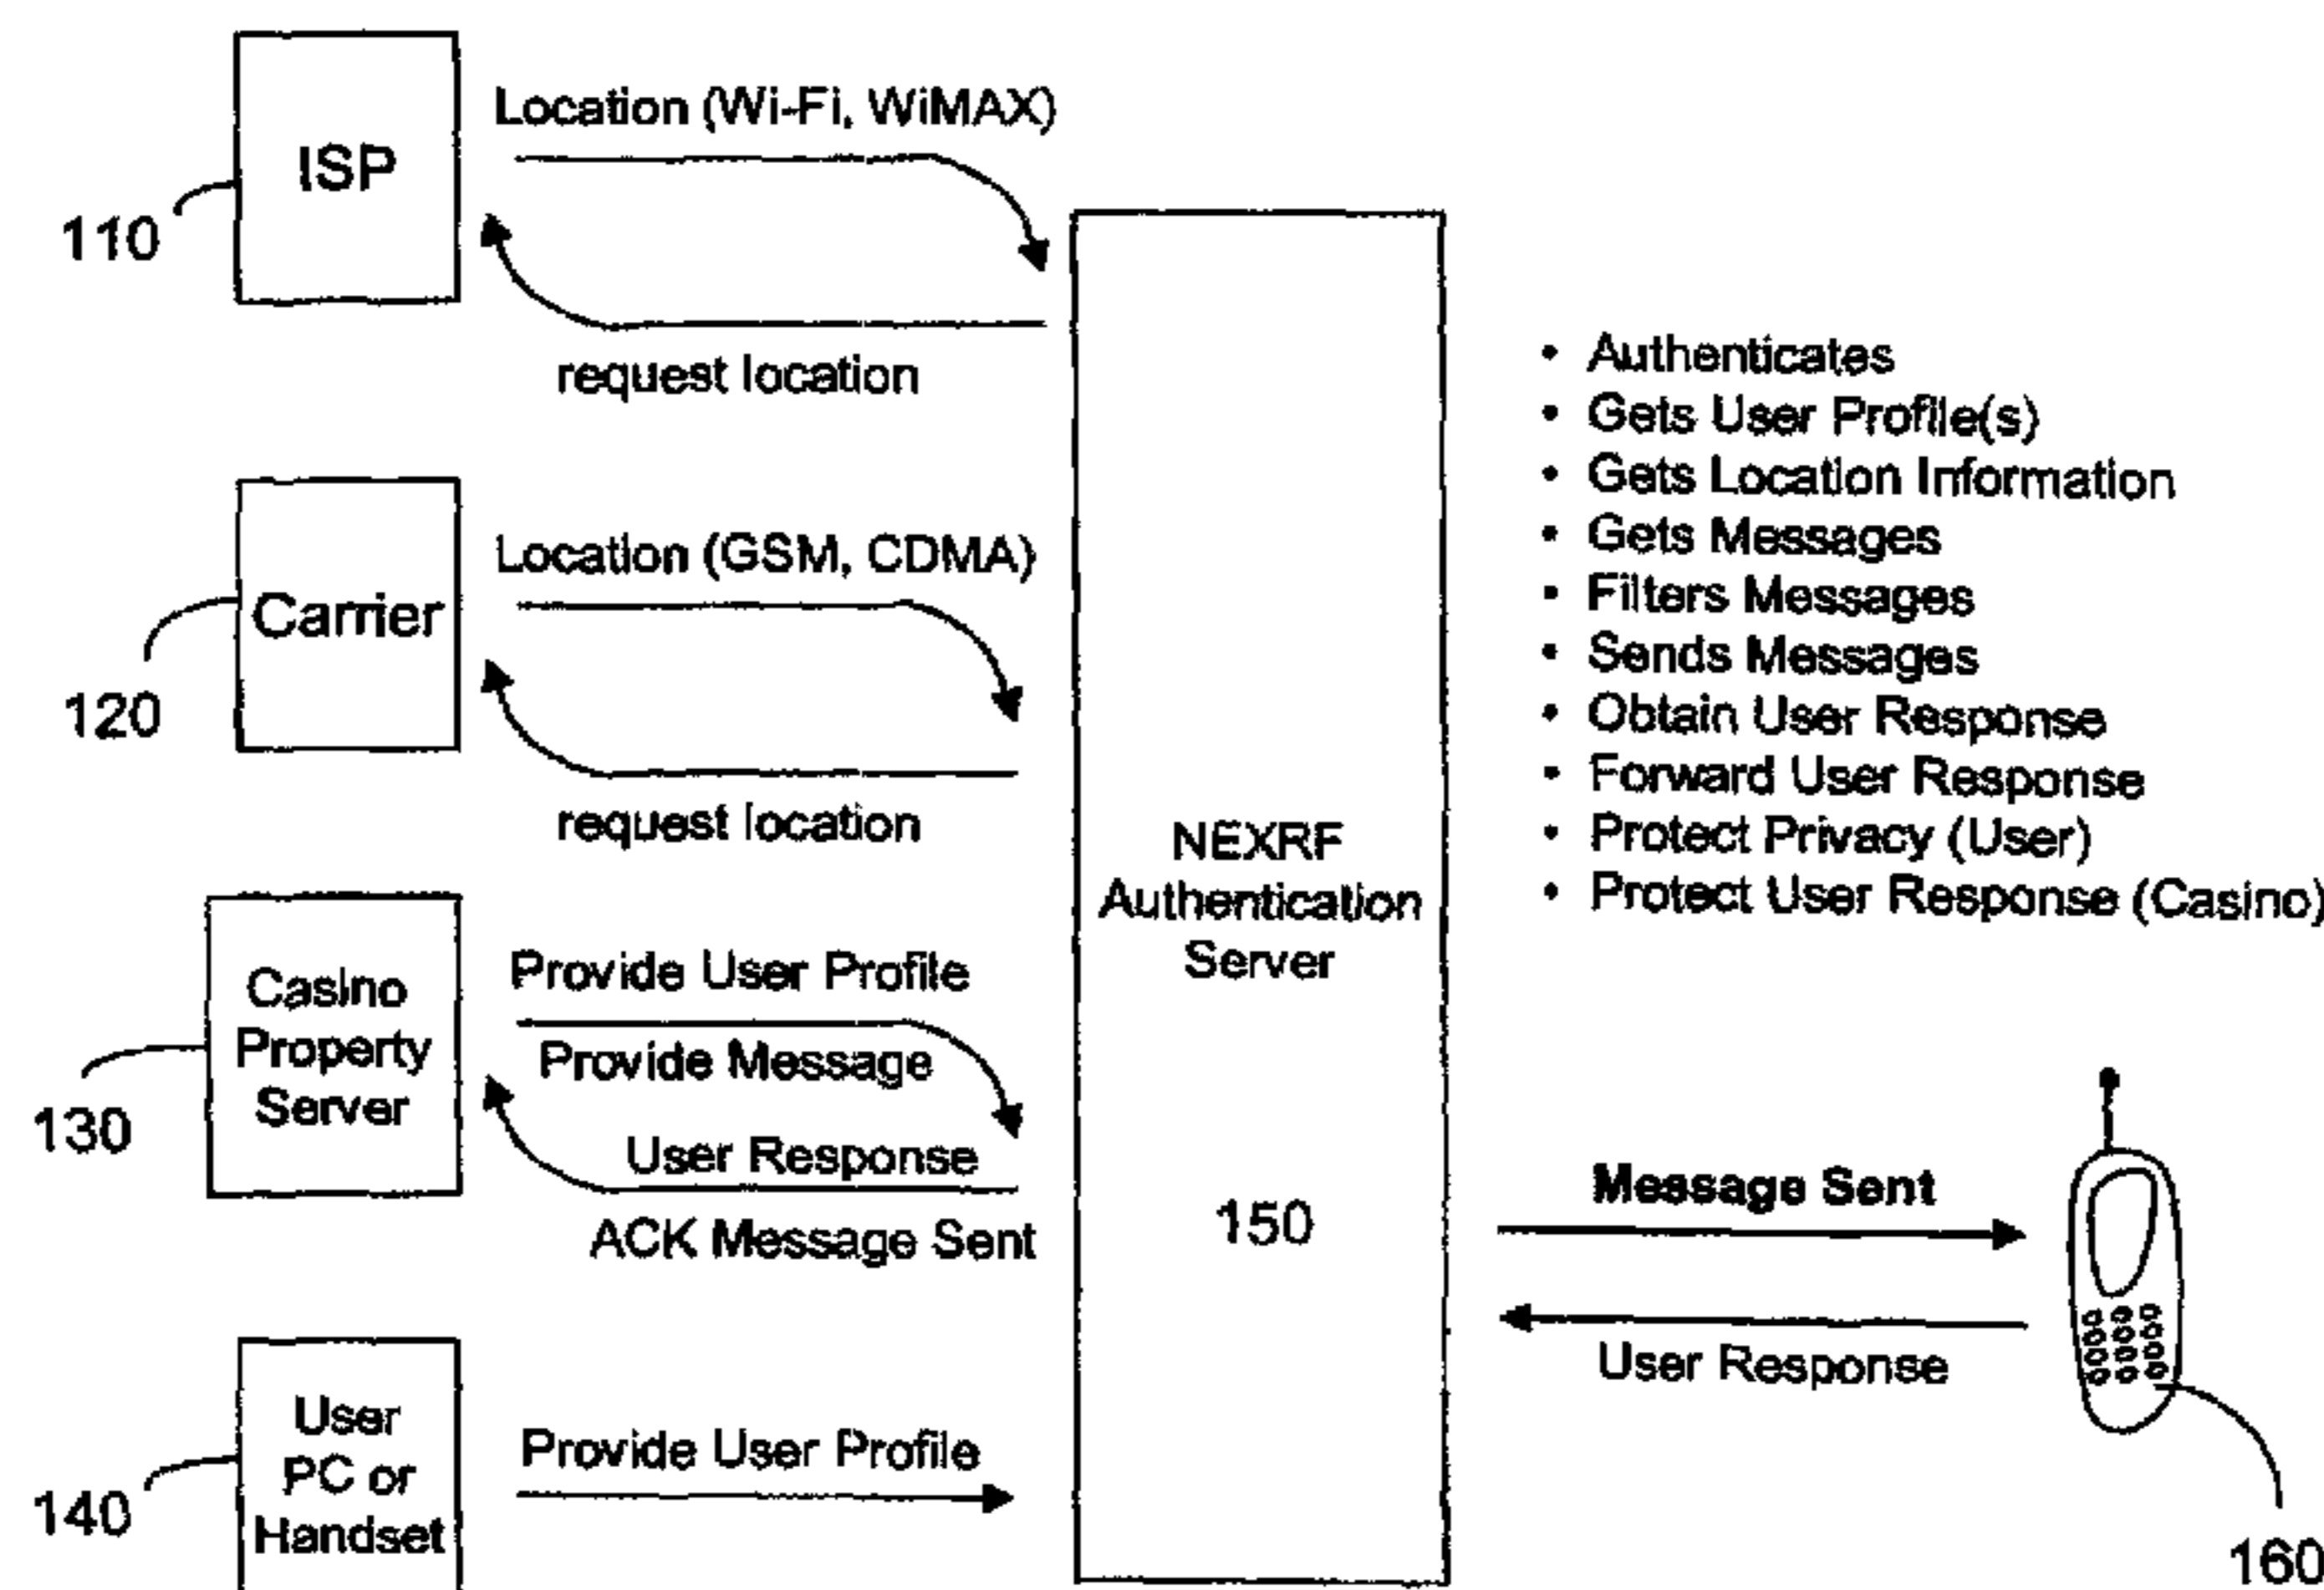 ISP
110
Location (Wi-Fi, WiMAX)
request location
Carrier
120
Location (GSM, CDMA)
request location
Casino
Property
Server
130
Provide User Profile
Provide Message
User Response
ACK Message Sent
User
PC or
Handset
140
Provide User Profile
NEXRF
Authentication
Server
150
• Authenticates
• Gets User Profile(s)
• Gets Location Information
• Gets Messages
• Filters Messages
• Sends Messages
• Obtain User Response
• Forward User Response
• Protect Privacy (User)
• Protect User Response (Casino)
Message Sent
User Response
160